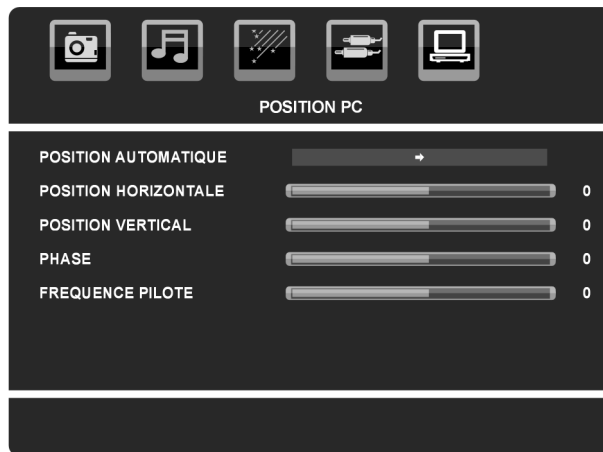 POSITION PC
POSITION AUTOMATIQUE
POSITION HORIZONTALE 0
POSITION VERTICAL 0
PHASE 0
FREQUENCE PILOTE 0